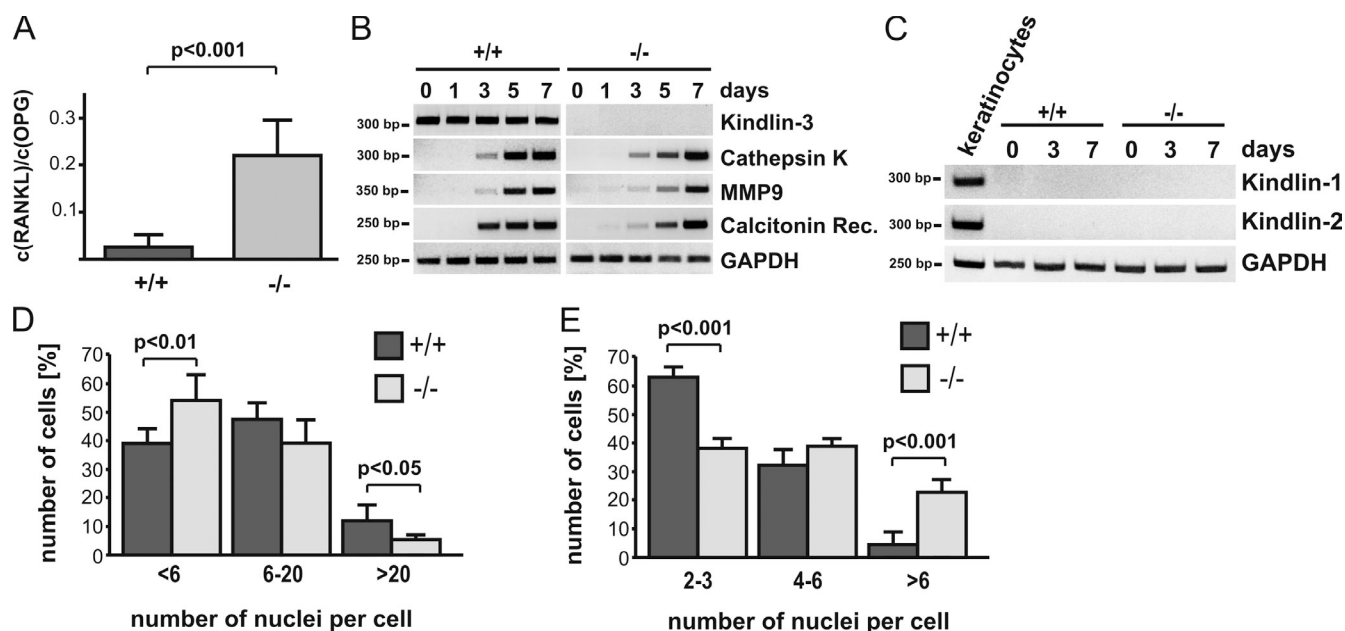 A
p<0.001
c(RANKL)/c(OPG)
0.3
0.2
0.1
+/+
-/-
B
+/+
-/-
0 1 3 5 7
0 1 3 5 7 days
300 bp
Kindlin-3
300 bp
Cathepsin K
350 bp
MMP9
250 bp
Calcitonin Rec.
250 bp
GAPDH
C
keratinocytes
+/+
-/-
0 3 7
0 3 7 days
300 bp
Kindlin-1
300 bp
Kindlin-2
250 bp
GAPDH
D
number of cells [%]
70
60
50
40
30
20
10
0
p<0.01
p<0.05
+/+
-/-
<6
6-20
>20
number of nuclei per cell
E
number of cells [%]
70
60
50
40
30
20
10
0
p<0.001
p<0.001
+/+
-/-
2-3
4-6
>6
number of nuclei per cell